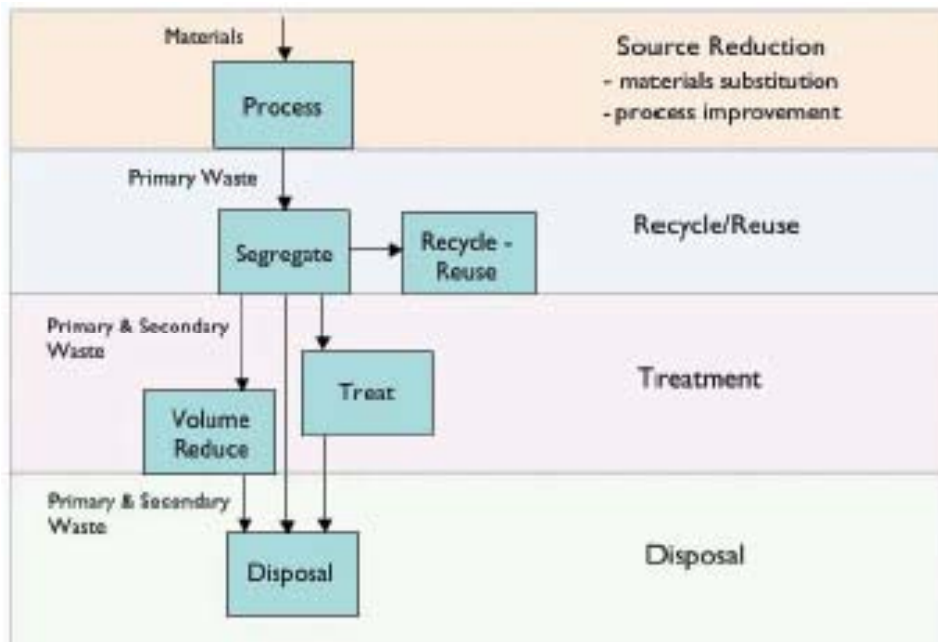 Materials
Source Reduction
- materials substitution
- process improvement
Process
Primary Waste
Segregate
Recycle -
Reuse
Recycle/Reuse
Primary & Secondary
Waste
Treat
Treatment
Volume
Reduce
Primary & Secondary
Waste
Disposal
Disposal